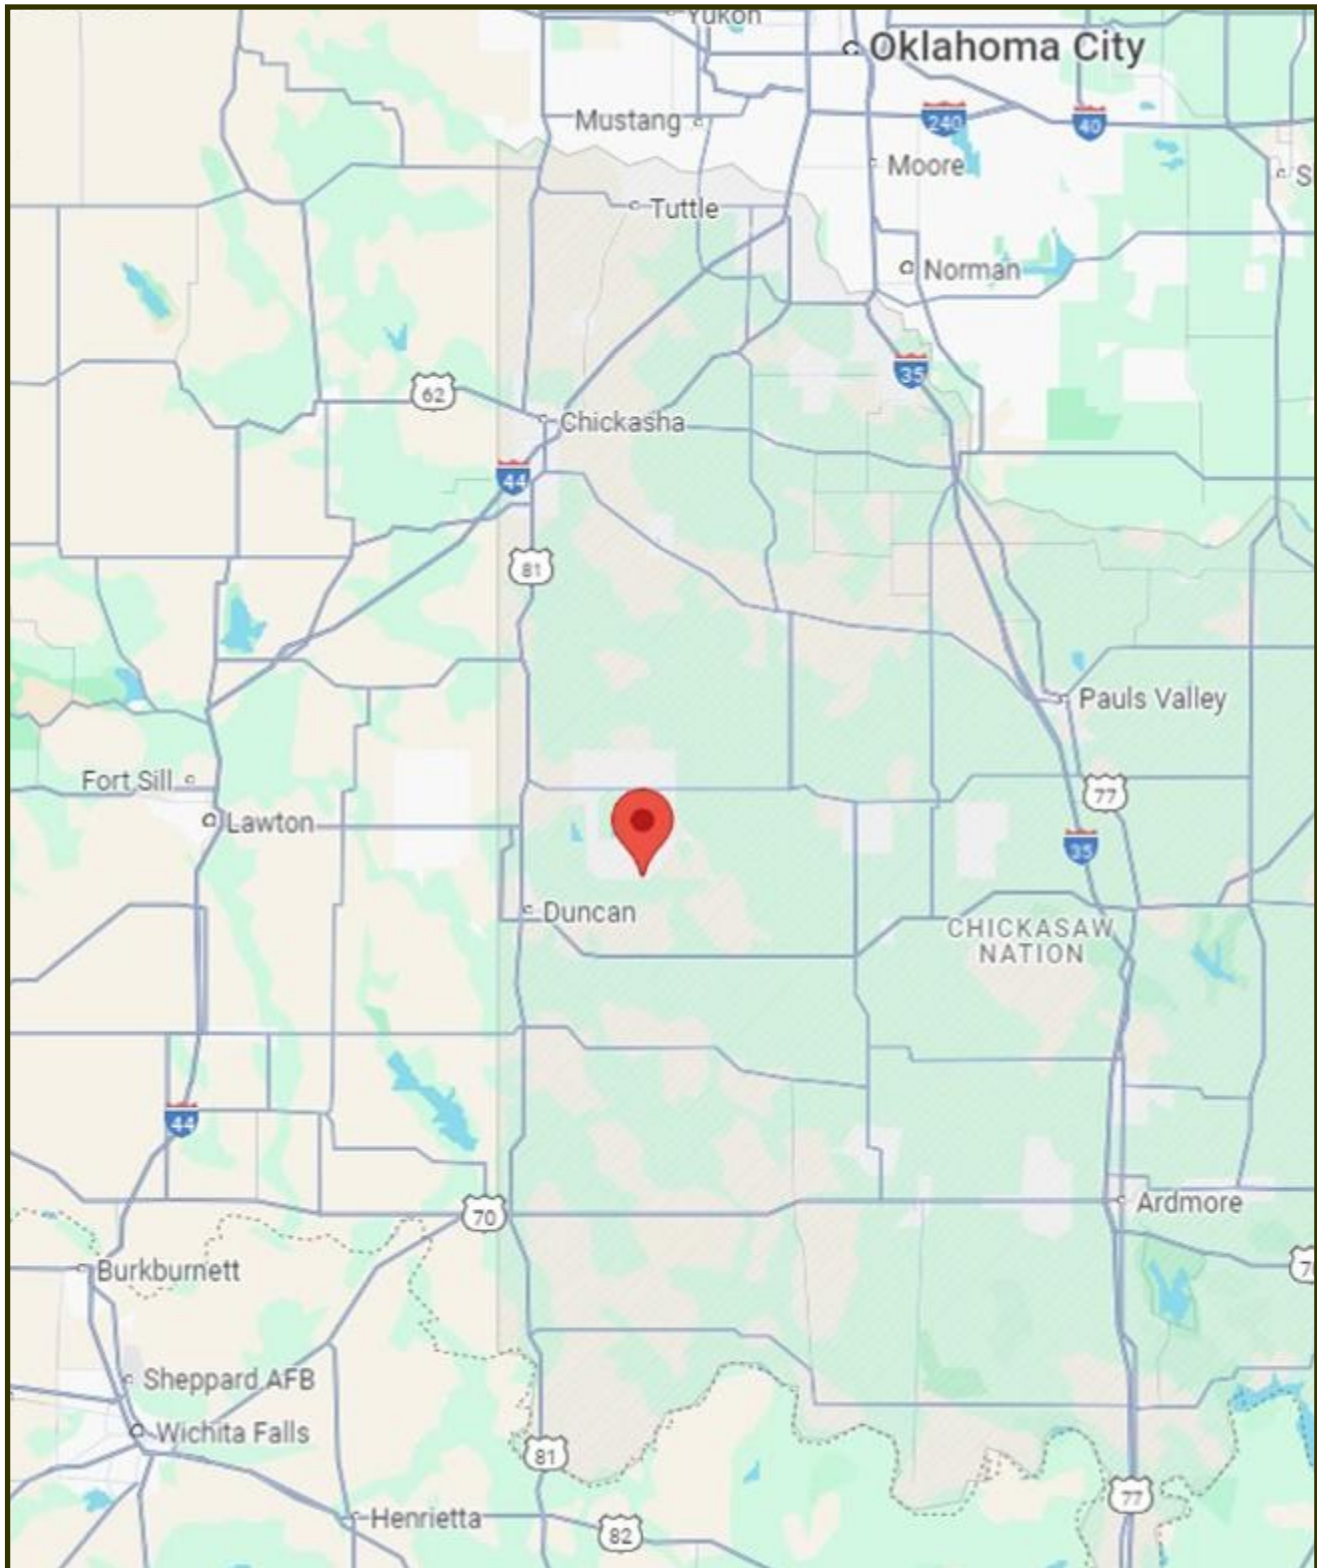 Yukon
Oklahoma City
Mustang
240
40
Moore
S
Tuttle
Norman
35
62
Chickasha
44
81
Pauls Valley
Fort Sill
Lawton
77
35
Duncan
CHICKASAW
NATION
44
70
Ardmore
Burkburnett
7
Sheppard AFB
Wichita Falls
81
77
Henrietta
82